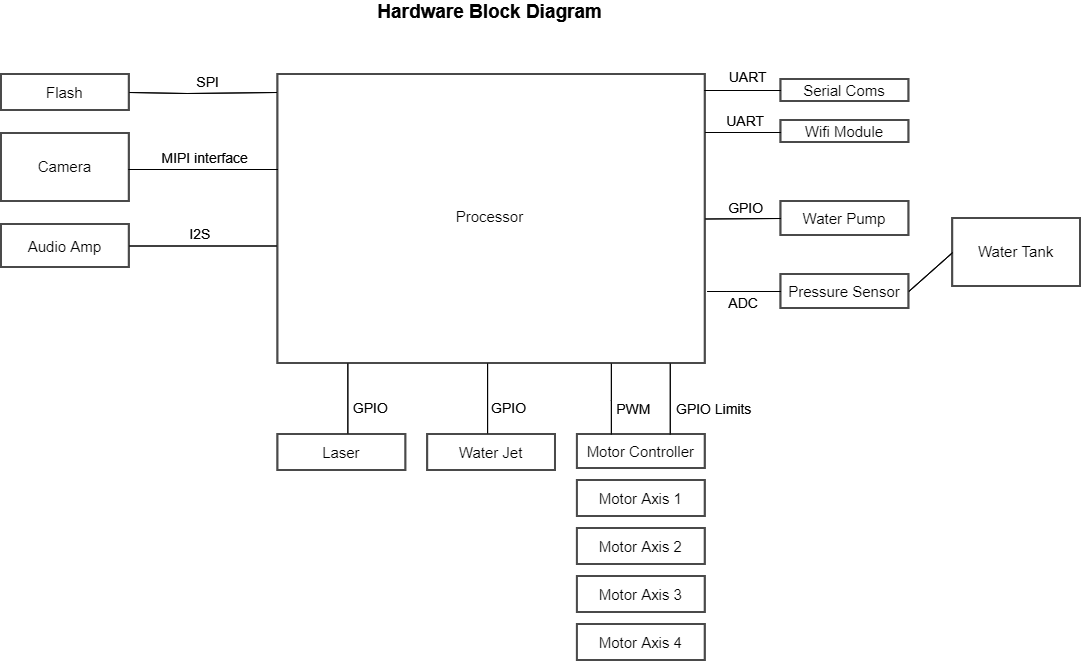 Hardware Block Diagram
Flash
SPI
Camera
MIPI interface
Audio Amp
I2S
Processor
UART
Serial Coms
UART
Wifi Module
GPIO
Water Pump
ADC
Pressure Sensor
Water Tank
GPIO
Laser
GPIO
Water Jet
PWM
GPIO Limits
Motor Controller
Motor Axis 1
Motor Axis 2
Motor Axis 3
Motor Axis 4